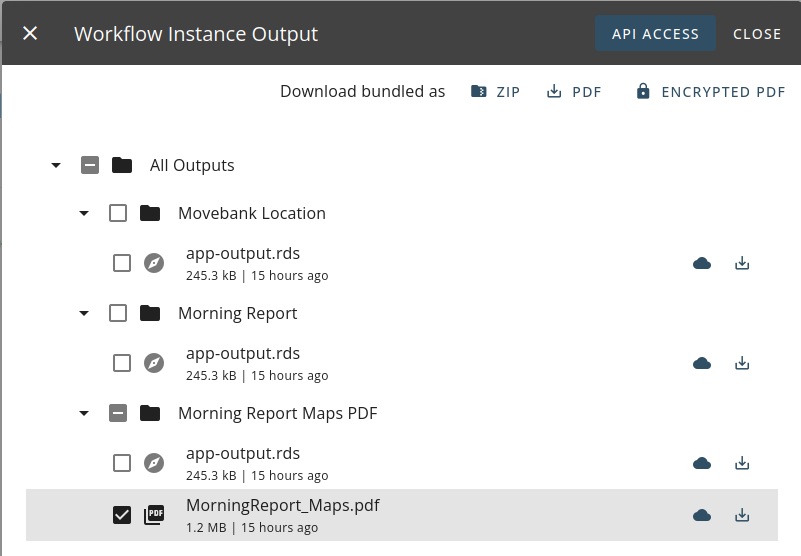 Workflow Instance Output
API ACCESS
CLOSE
Download bundled as
ZIP
PDF
ENCRYPTED PDF
All Outputs
Movebank Location
app-output.rds
245.3 kB | 15 hours ago
Morning Report
app-output.rds
245.3 kB | 15 hours ago
Morning Report Maps PDF
app-output.rds
245.3 kB | 15 hours ago
PDF
MorningReport_Maps.pdf
1.2 MB | 15 hours ago